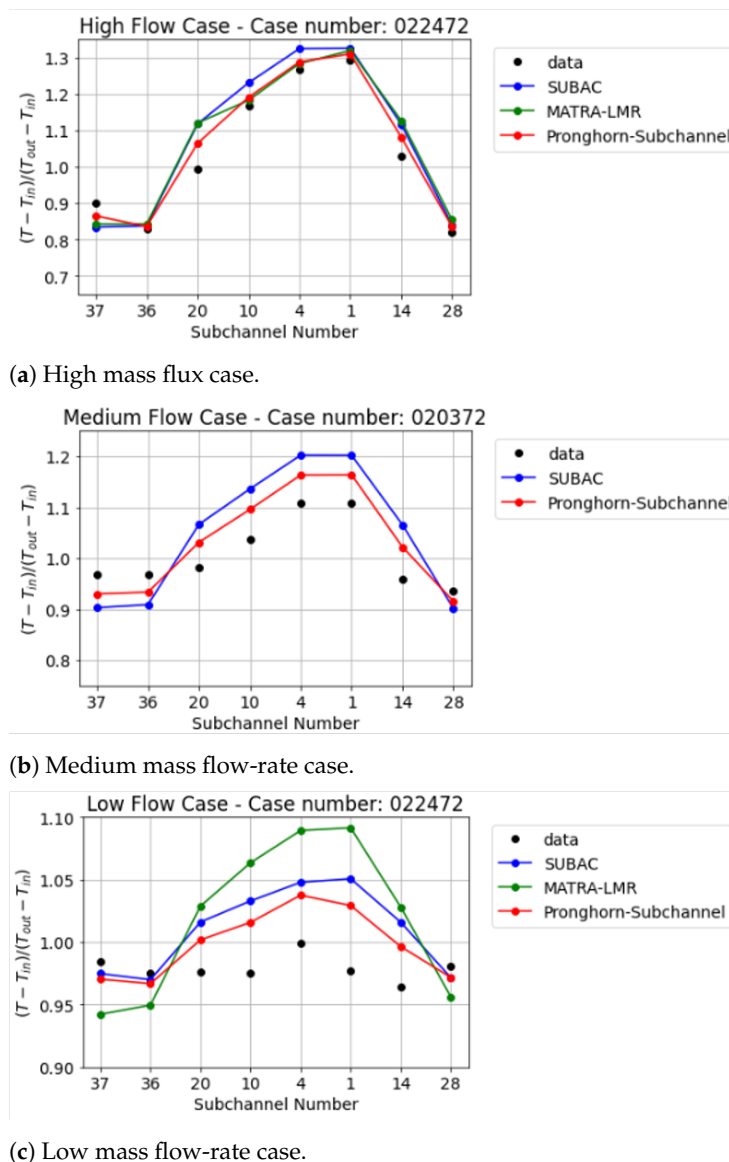 High Flow Case - Case number: 022472
1.3
1.2
1.1
1.0
0.9
0.8
0.7
(T − T_in)/(T_out − T_in)
37 36 20 10 4 1 14 28
Subchannel Number
data
SUBAC
MATRA-LMR
Pronghorn-Subchannel
(a) High mass flux case.
Medium Flow Case - Case number: 020372
1.2
1.1
1.0
0.9
0.8
(T − T_in)/(T_out − T_in)
37 36 20 10 4 1 14 28
Subchannel Number
data
SUBAC
Pronghorn-Subchannel
(b) Medium mass flow-rate case.
Low Flow Case - Case number: 022472
1.10
1.05
1.00
0.95
0.90
(T − T_in)/(T_out − T_in)
37 36 20 10 4 1 14 28
Subchannel Number
data
SUBAC
MATRA-LMR
Pronghorn-Subchannel
(c) Low mass flow-rate case.